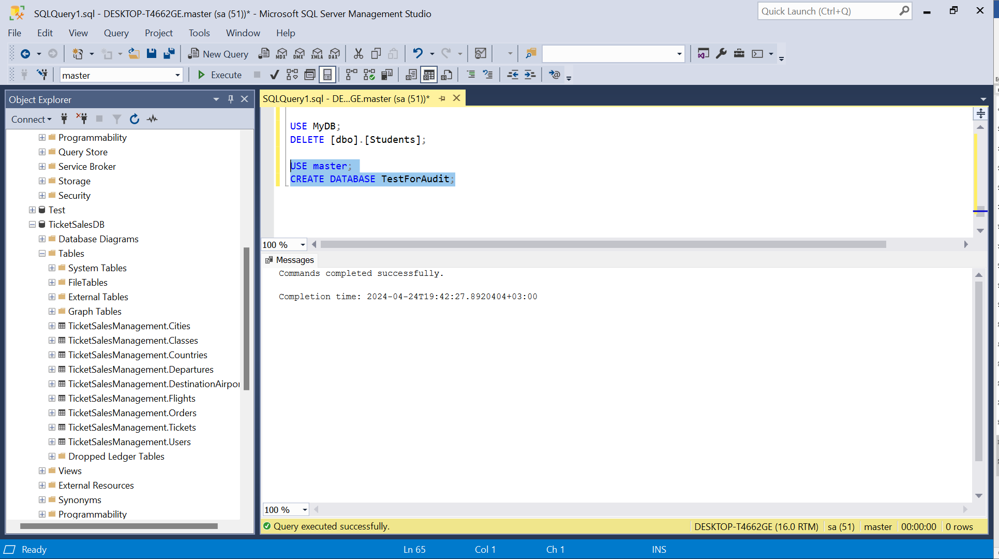 SQLQuery1.sql - DESKTOP-T4662GE.master (sa (51))* - Microsoft SQL Server Management Studio
Quick Launch (Ctrl+Q)
File Edit View Query Project Tools Window Help
New Query MDX DMX XMLA DAX
master Execute
Object Explorer
Connect
Programmability
Query Store
Service Broker
Storage
Security
Test
TicketSalesDB
Database Diagrams
Tables
System Tables
FileTables
External Tables
Graph Tables
TicketSalesManagement.Cities
TicketSalesManagement.Classes
TicketSalesManagement.Countries
TicketSalesManagement.Departures
TicketSalesManagement.DestinationAirpor
TicketSalesManagement.Flights
TicketSalesManagement.Orders
TicketSalesManagement.Tickets
TicketSalesManagement.Users
Dropped Ledger Tables
Views
External Resources
Synonyms
Programmability
SQLQuery1.sql - DE...GE.master (sa (51))*
USE MyDB;
DELETE [dbo].[Students];
USE master;
CREATE DATABASE TestForAudit;
100 %
Messages
Commands completed successfully.
Completion time: 2024-04-24T19:42:27.8920404+03:00
100 %
Query executed successfully. DESKTOP-T4662GE (16.0 RTM) sa (51) master 00:00:00 0 rows
Ready Ln 65 Col 1 Ch 1 INS